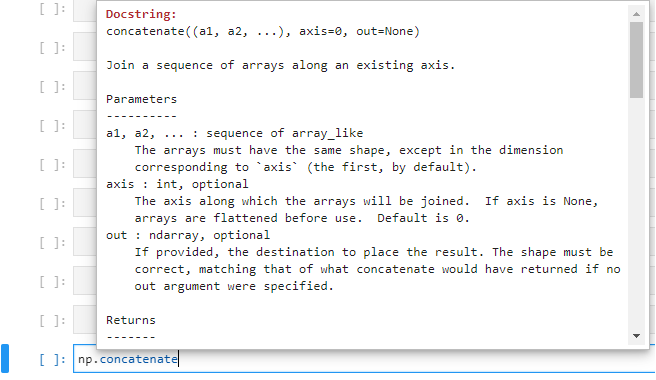 [ ]:
[ ]:
[ ]:
[ ]:
[ ]:
[ ]:
[ ]:
[ ]:
[ ]:
Docstring:
concatenate((a1, a2, ...), axis=0, out=None)
Join a sequence of arrays along an existing axis.
Parameters
----------
a1, a2, ... : sequence of array_like
The arrays must have the same shape, except in the dimension
corresponding to `axis` (the first, by default).
axis : int, optional
The axis along which the arrays will be joined.  If axis is None,
arrays are flattened before use.  Default is 0.
out : ndarray, optional
If provided, the destination to place the result. The shape must be
correct, matching that of what concatenate would have returned if no
out argument were specified.
Returns
-------
[ ]: np.concatenate